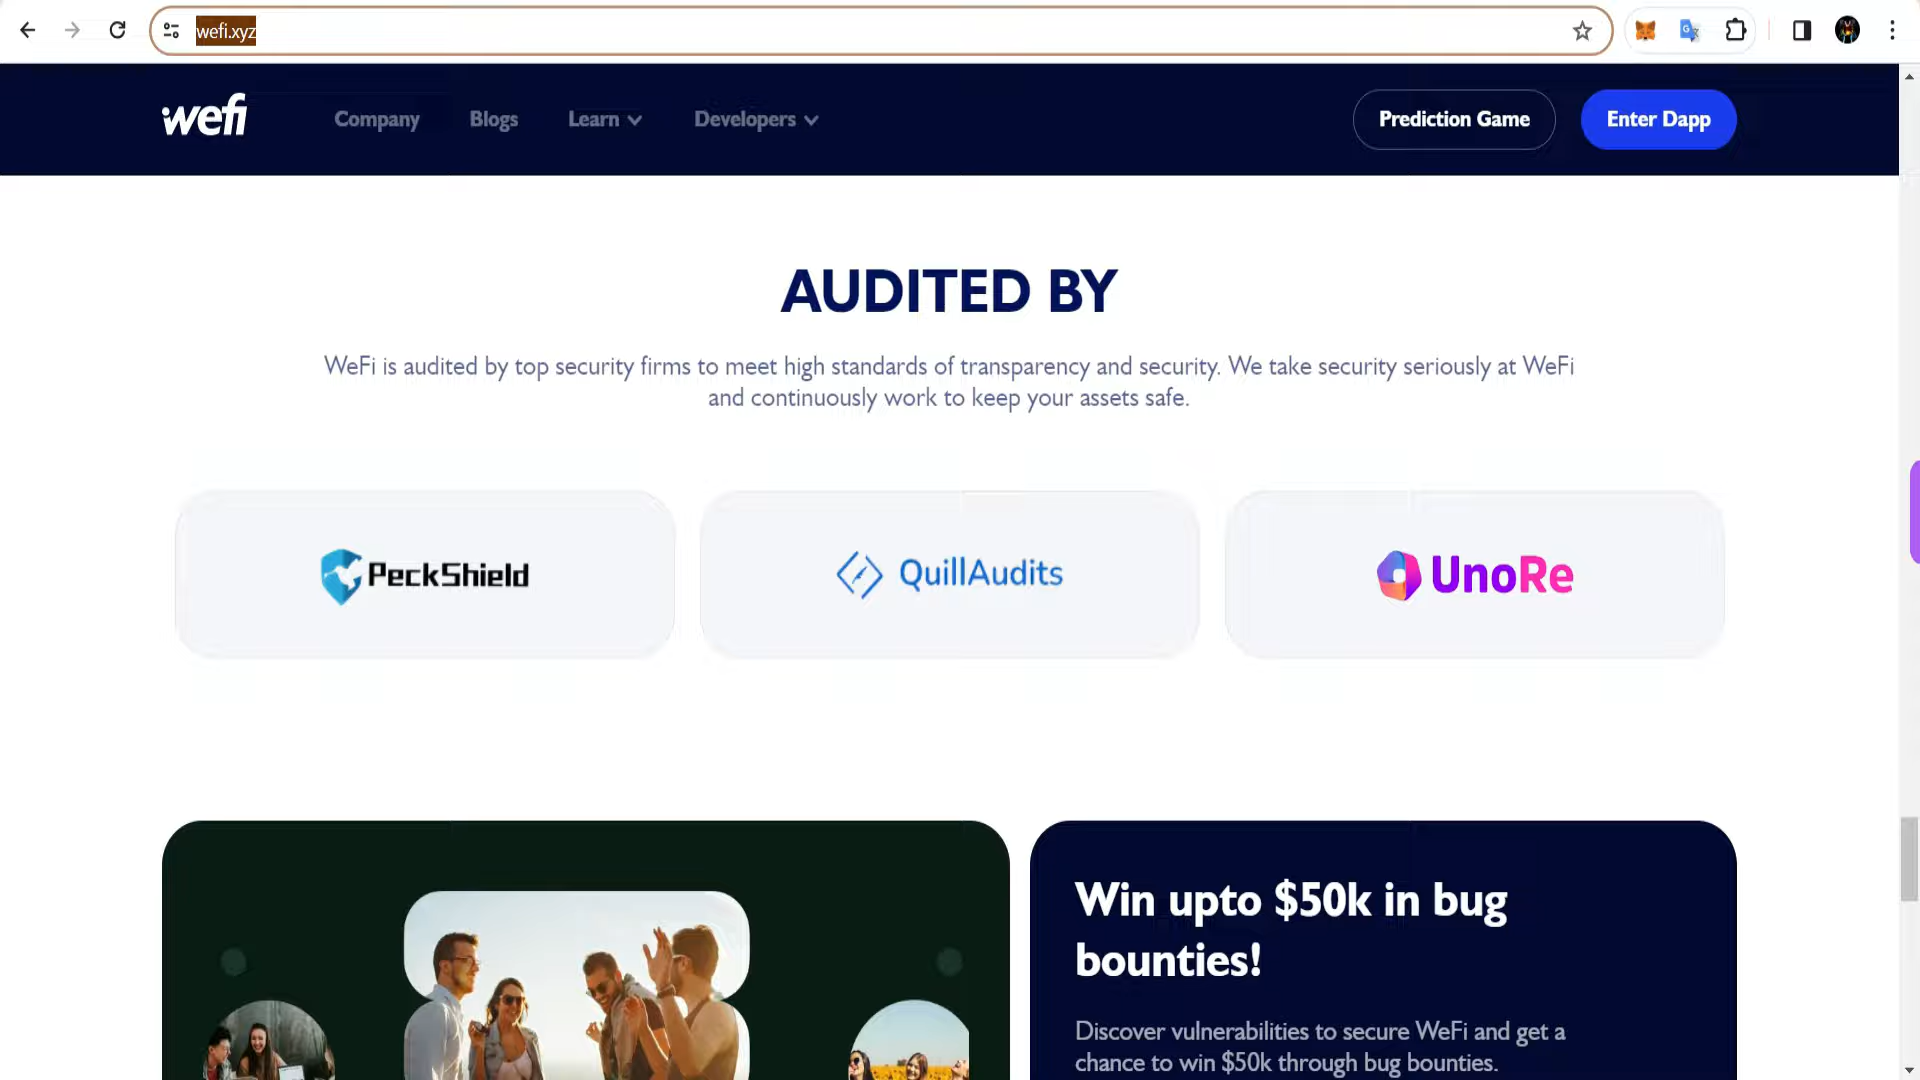 wefi.xyz
wefi
Company
Blogs
Learn
Developers
Prediction Game
Enter Dapp
AUDITED BY
WeFi is audited by top security firms to meet high standards of transparency and security. We take security seriously at WeFi
and continuously work to keep your assets safe.
PeckShield
QuillAudits
UnoRe
Win upto $50k in bug
bounties!
Discover vulnerabilities to secure WeFi and get a
chance to win $50k through bug bounties.